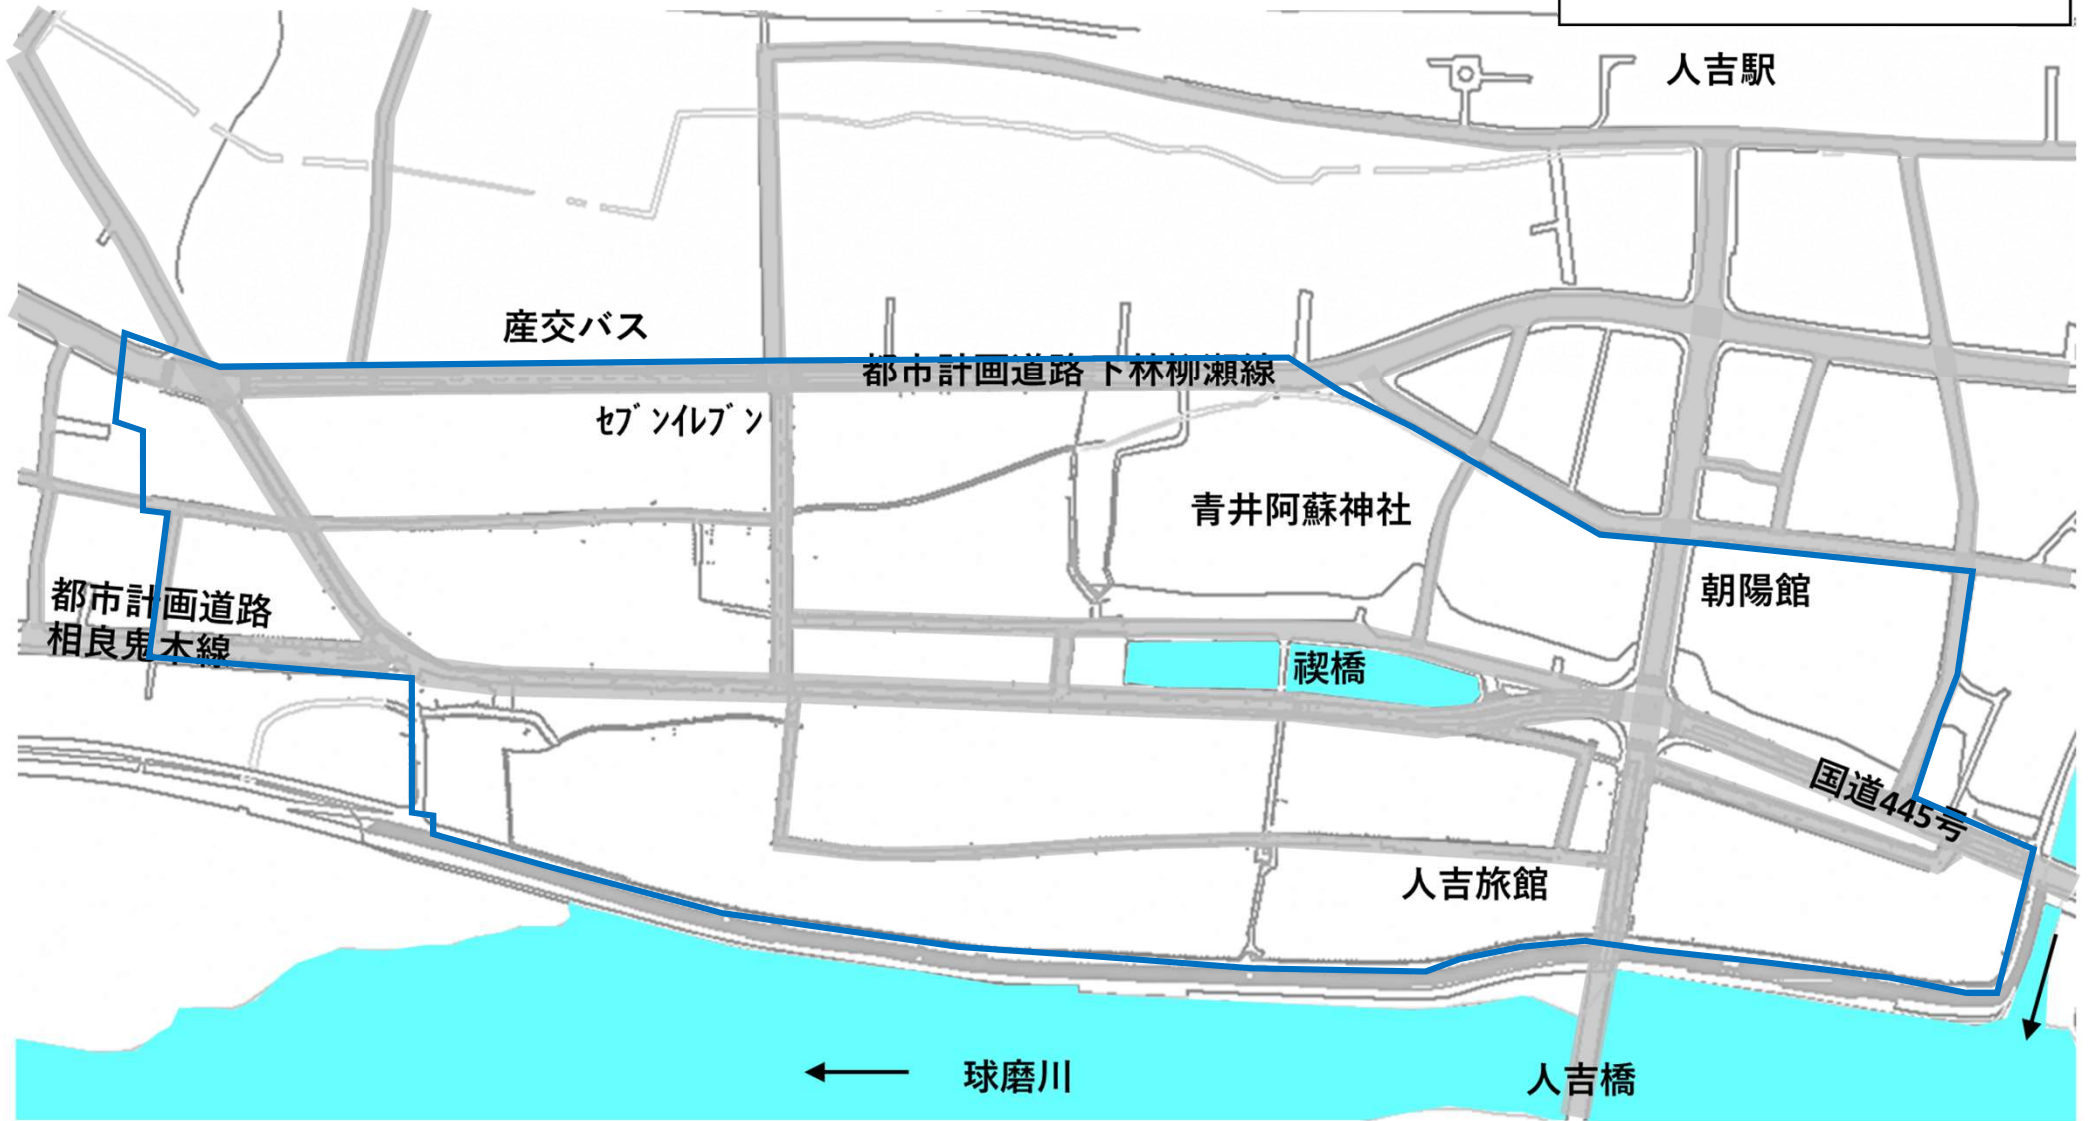 人吉駅
産交バス
都市計画道路 下林柳瀬線
ｾﾌﾞﾝｲﾚﾌﾞﾝ
青井阿蘇神社
朝陽館
都市計画道路
相良鬼木線
禊橋
国道445号
人吉旅館
球磨川
人吉橋